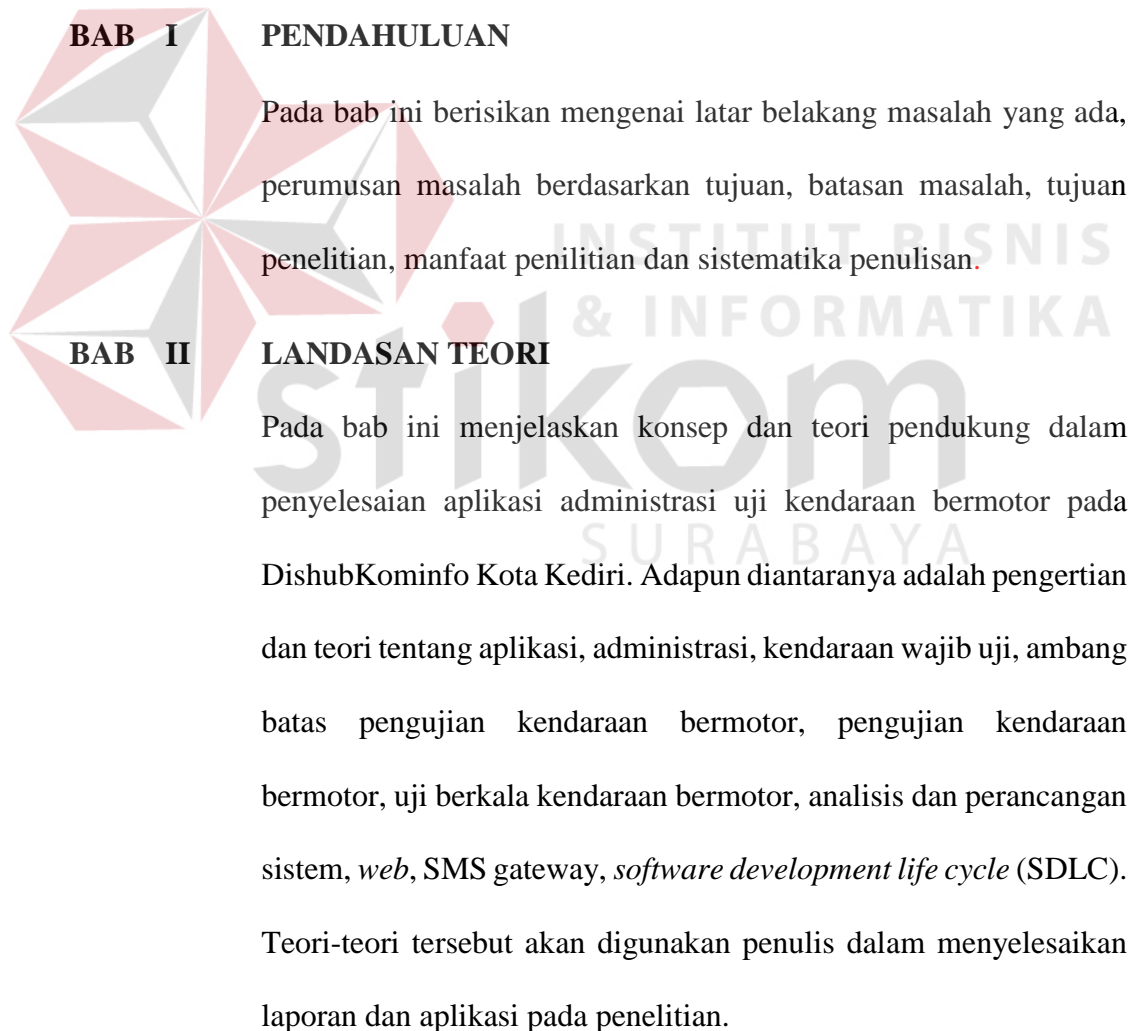 BAB I PENDAHULUAN
Pada bab ini berisikan mengenai latar belakang masalah yang ada,
perumusan masalah berdasarkan tujuan, batasan masalah, tujuan
penelitian, manfaat penilitian dan sistematika penulisan.
INSTITUT BISNIS
& INFORMATIKA
BAB II LANDASAN TEORI
stikom
Pada bab ini menjelaskan konsep dan teori pendukung dalam
penyelesaian aplikasi administrasi uji kendaraan bermotor pada
SURABAYA
DishubKominfo Kota Kediri. Adapun diantaranya adalah pengertian
dan teori tentang aplikasi, administrasi, kendaraan wajib uji, ambang
batas pengujian kendaraan bermotor, pengujian kendaraan
bermotor, uji berkala kendaraan bermotor, analisis dan perancangan
sistem, web, SMS gateway, software development life cycle (SDLC).
Teori-teori tersebut akan digunakan penulis dalam menyelesaikan
laporan dan aplikasi pada penelitian.